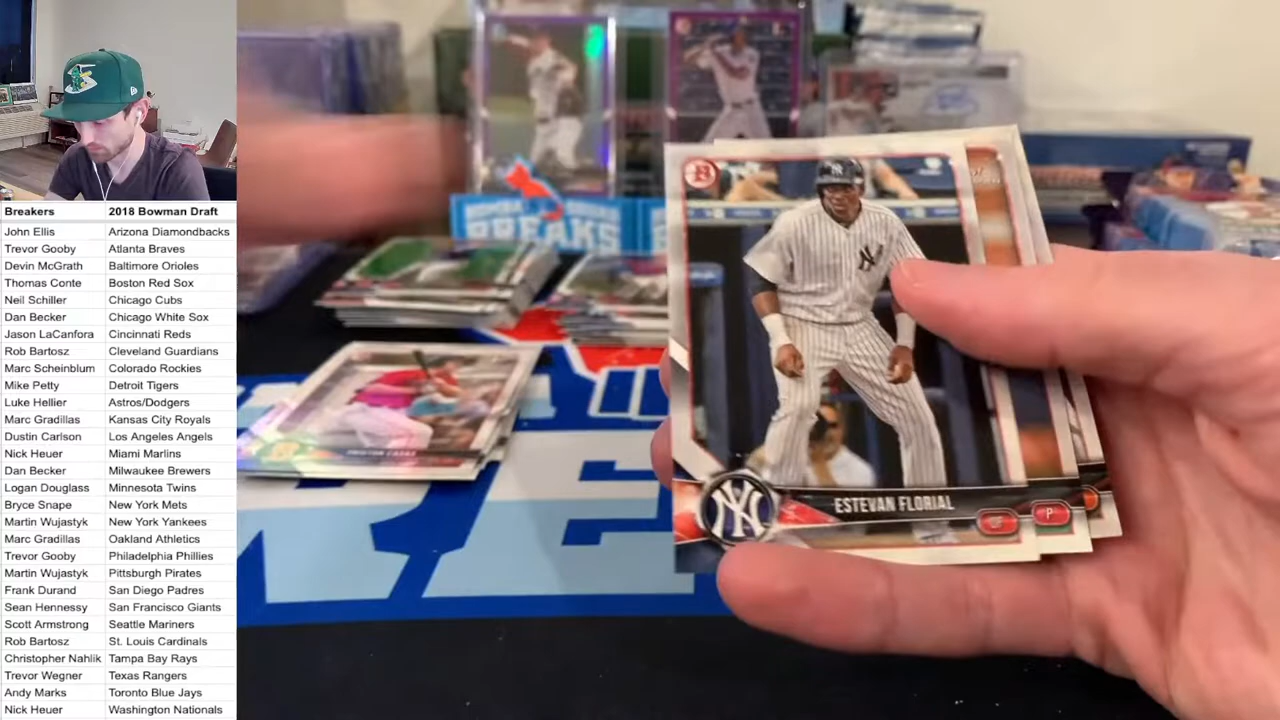 Breakers 2018 Bowman Draft
John Ellis Arizona Diamondbacks
Trevor Gooby Atlanta Braves
Devin McGrath Baltimore Orioles
Thomas Conte Boston Red Sox
Neil Schiller Chicago Cubs
Dan Becker Chicago White Sox
Jason LaCanfora Cincinnati Reds
Rob Bartosz Cleveland Guardians
Marc Scheinblum Colorado Rockies
Mike Petty Detroit Tigers
Luke Hellier Astros/Dodgers
Marc Gradillas Kansas City Royals
Dustin Carlson Los Angeles Angels
Nick Heuer Miami Marlins
Dan Becker Milwaukee Brewers
Logan Douglass Minnesota Twins
Bryce Snape New York Mets
Martin Wujastyk New York Yankees
Marc Gradillas Oakland Athletics
Trevor Gooby Philadelphia Phillies
Martin Wujastyk Pittsburgh Pirates
Frank Durand San Diego Padres
Sean Hennessy San Francisco Giants
Scott Armstrong Seattle Mariners
Rob Bartosz St. Louis Cardinals
Christopher Nahlik Tampa Bay Rays
Trevor Wegner Texas Rangers
Andy Marks Toronto Blue Jays
Nick Heuer Washington Nationals
BREAKS
B
NY
NY
ESTEVAN FLORIAL
P